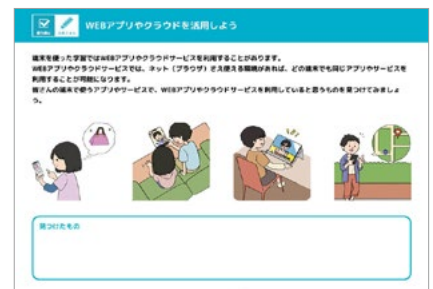 WEBアプリやクラウドを活用しよう
端末を使った学習ではWEBアプリやクラウドサービスを利用することがあります。
WEBアプリやクラウドサービスでは、ネット（ブラウザ）さえ使える環境があれば、どの端末でも同じアプリやサービスを
利用することが可能になります。
皆さんの端末で使うアプリやサービスで、WEBアプリやクラウドサービスを利用していると思うものを見つけてみましょ
う。
見つけたもの